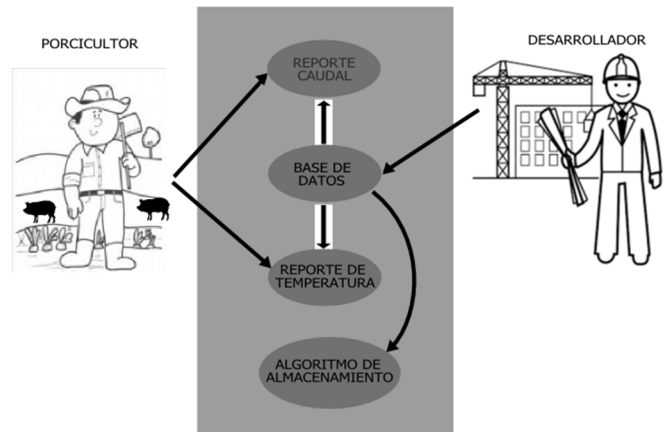 PORCICULTOR
DESARROLLADOR
REPORTE
CAUDAL
BASE DE
DATOS
REPORTE DE
TEMPERATURA
ALGORITMO DE
ALMACENAMIENTO